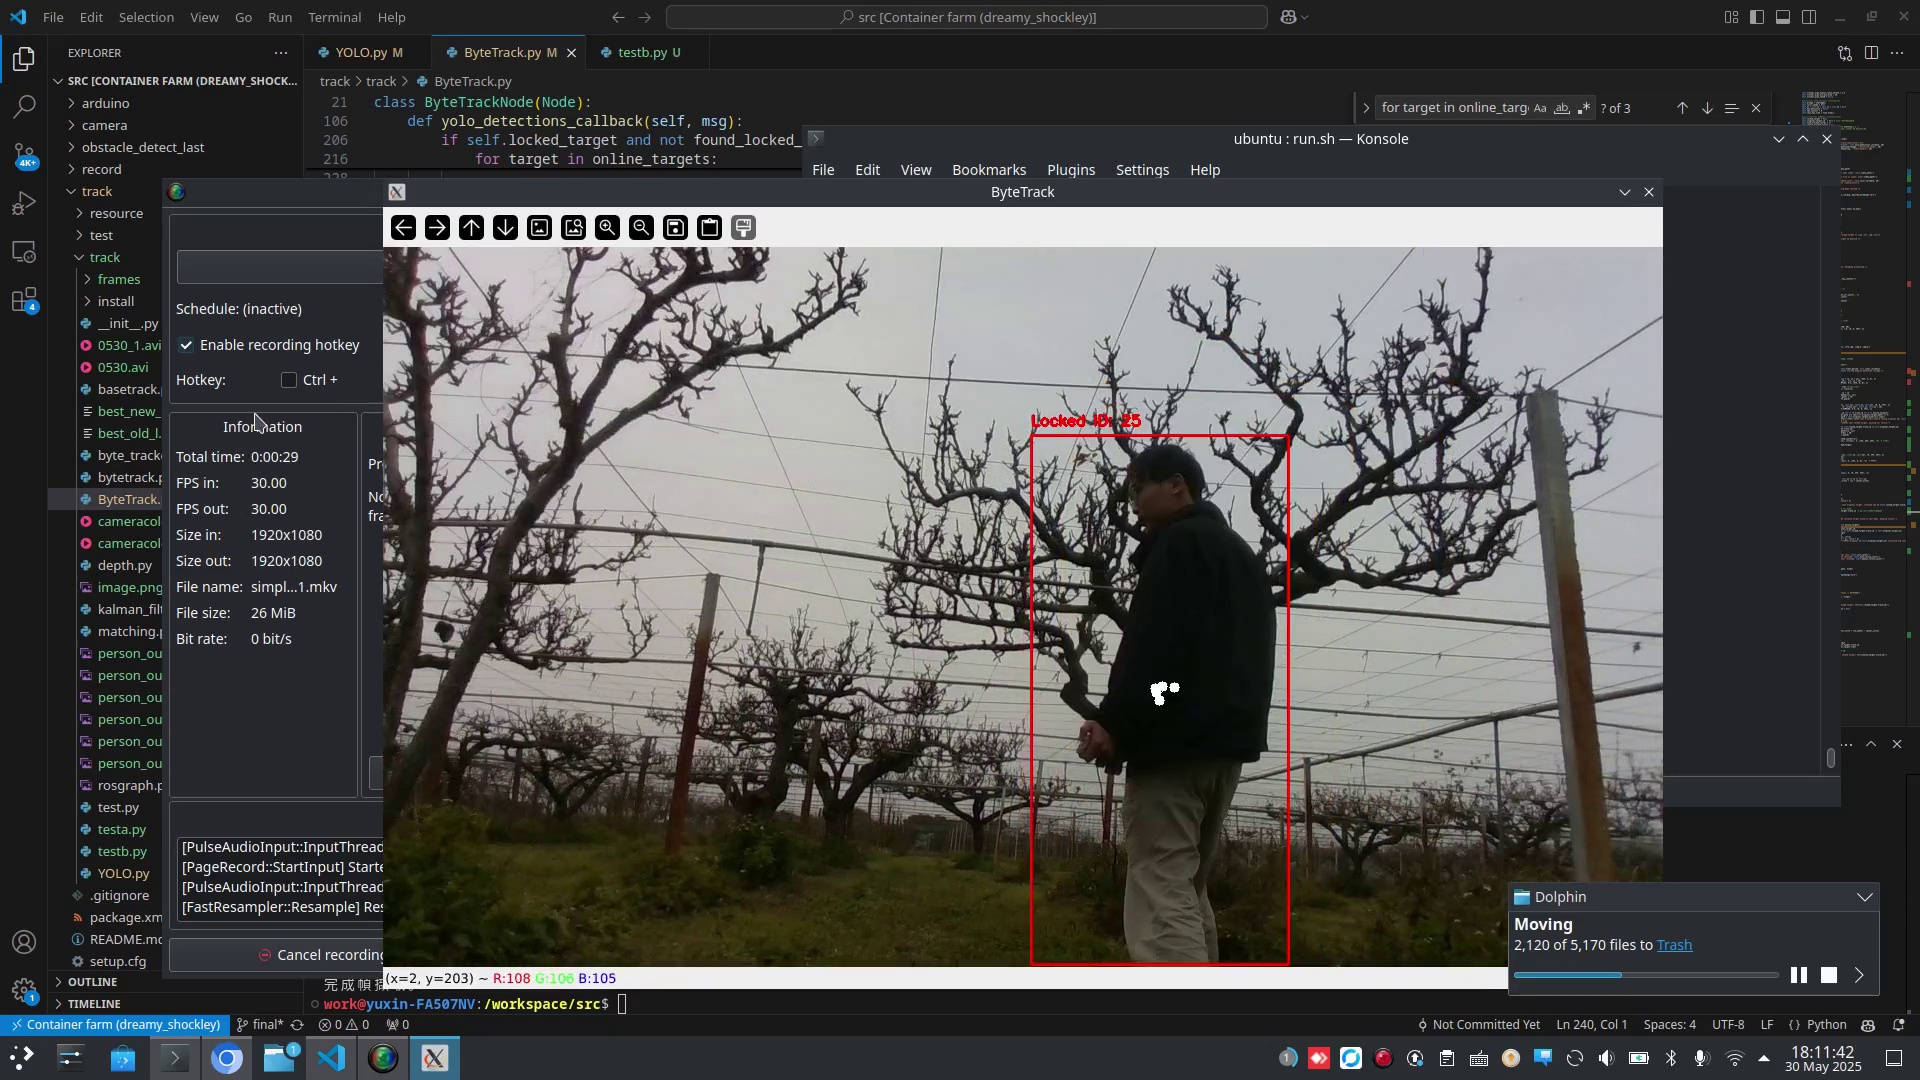 File Edit Selection View Go Run Terminal Help
src [Container farm (dreamy_shockley)]
EXPLORER
YOLO.py M
ByteTrack.py M
testb.py U
SRC [CONTAINER FARM (DREAMY_SHOCK...
track > track > ByteTrack.py
arduino
camera
obstacle_detect_last
record
track
resource
test
track
frames
install
__init__.py
0530_1.avi
0530.avi
basetrack.
best_new_
best_old_l.
byte_track
bytetrack.p
ByteTrack.
cameracol
cameracol
depth.py
image.png
kalman_filt
matching.p
person_ou
person_ou
person_ou
person_ou
person_ou
person_ou
rosgraph.p
test.py
testa.py
testb.py
YOLO.py
.gitignore
package.xm
README.md
setup.cfg
OUTLINE
TIMELINE
4K+
4
1
21 class ByteTrackNode(Node):
106 def yolo_detections_callback(self, msg):
206 if self.locked_target and not found_locked_
216 for target in online_targets:
for target in online_targ Aa ab ? of 3
ubuntu : run.sh — Konsole
File Edit View Bookmarks Plugins Settings Help
ByteTrack
Schedule: (inactive)
Enable recording hotkey
Hotkey: Ctrl +
Information
Total time: 0:00:29
FPS in: 30.00
FPS out: 30.00
Size in: 1920x1080
Size out: 1920x1080
File name: simpl...1.mkv
File size: 26 MiB
Bit rate: 0 bit/s
[PulseAudioInput::InputThread
[PageRecord::StartInput] Starte
[PulseAudioInput::InputThread
[FastResampler::Resample] Res
Cancel recording
Locked ID: 25
(x=2, y=203) ~ R:108 G:106 B:105
work@yuxin-FA507NV:/workspace/src$
Dolphin
Moving
2,120 of 5,170 files to Trash
Container farm (dreamy_shockley) final* 0 0 0
Not Committed Yet Ln 240, Col 1 Spaces: 4 UTF-8 LF {} Python
1
1
18:11:42
30 May 2025